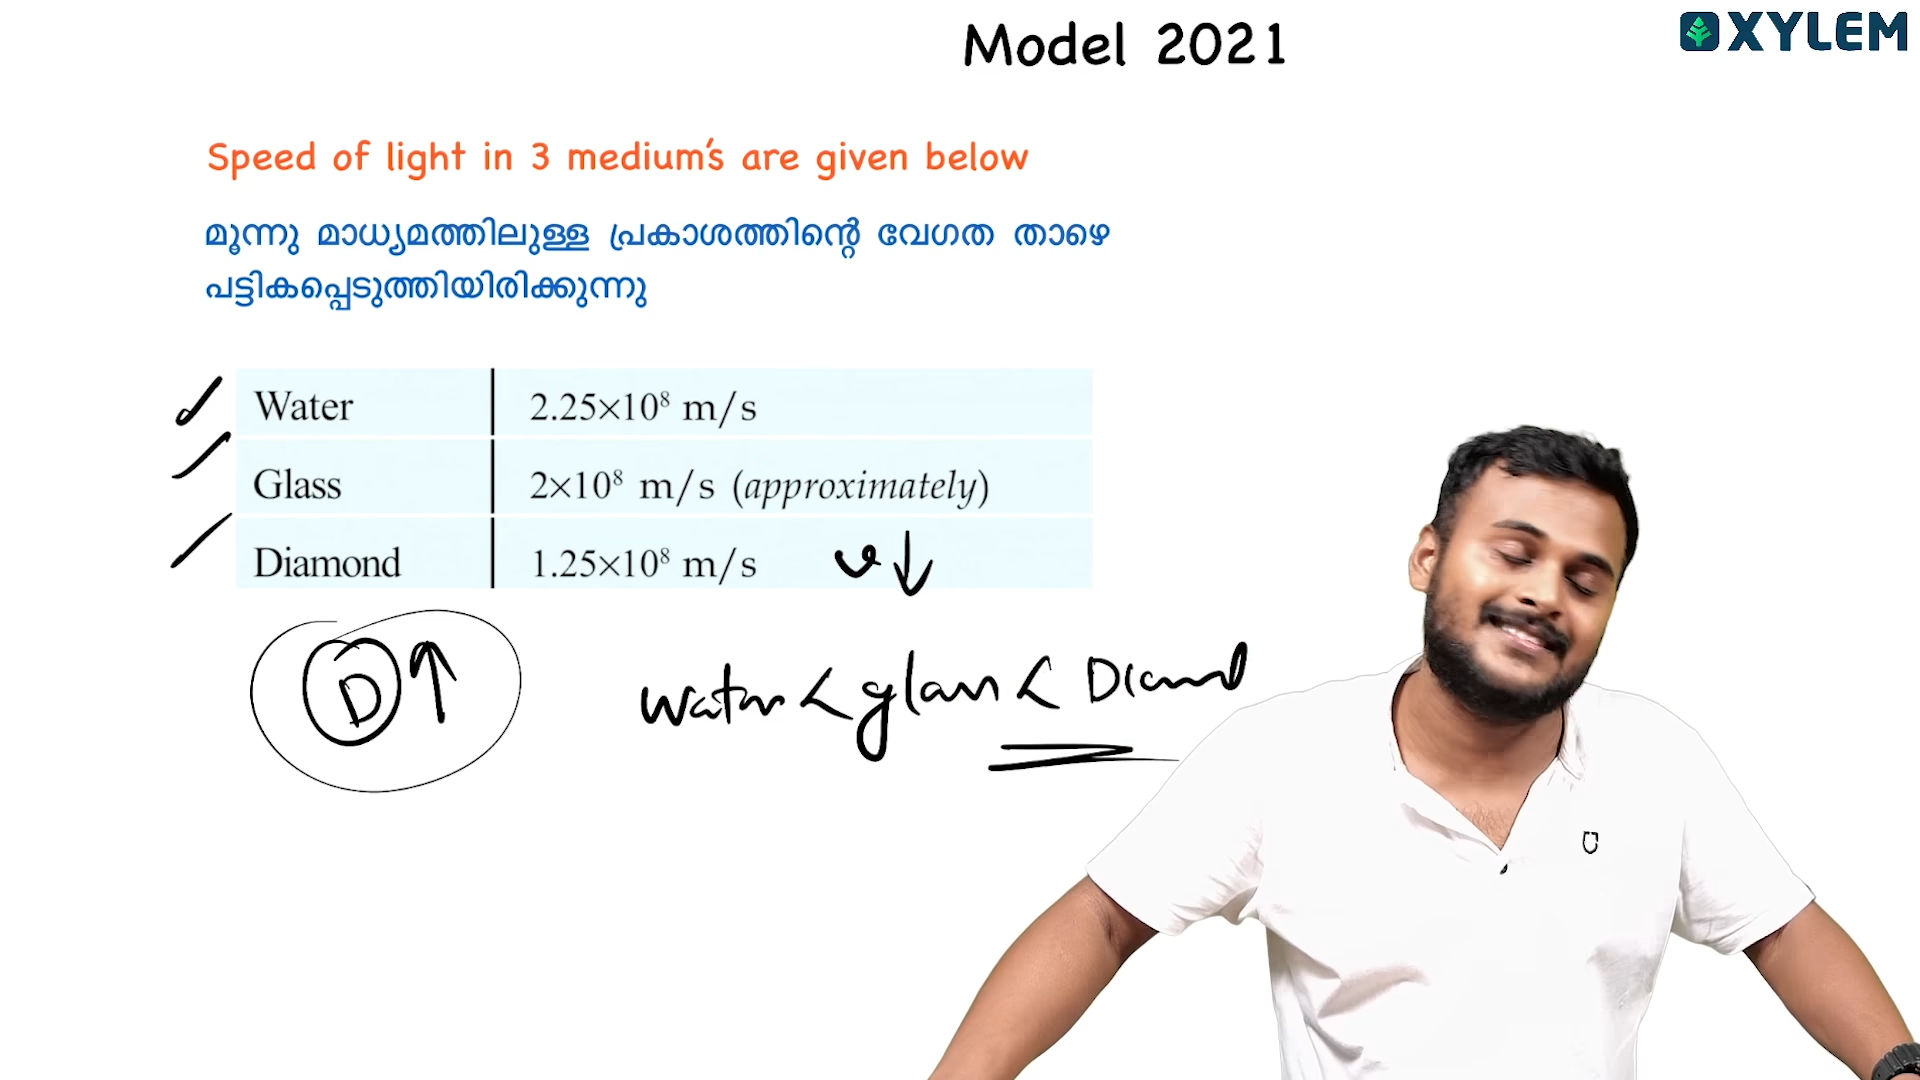 Model 2021
XYLEM
Speed of light in 3 medium's are given below
മൂന്നു മാധ്യമത്തിലുള്ള പ്രകാശത്തിന്റെ വേഗത താഴെ
പട്ടികപ്പെടുത്തിയിരിക്കുന്നു
Water 2.25×10⁸ m/s
Glass 2×10⁸ m/s (approximately)
Diamond 1.25×10⁸ m/s ↓
D ↑
water < glass <